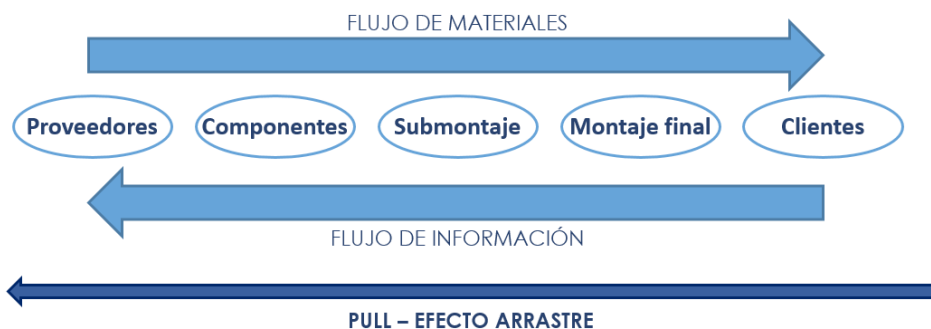 FLUJO DE MATERIALES
Proveedores
Componentes
Submontaje
Montaje final
Clientes
FLUJO DE INFORMACIÓN
PULL – EFECTO ARRASTRE